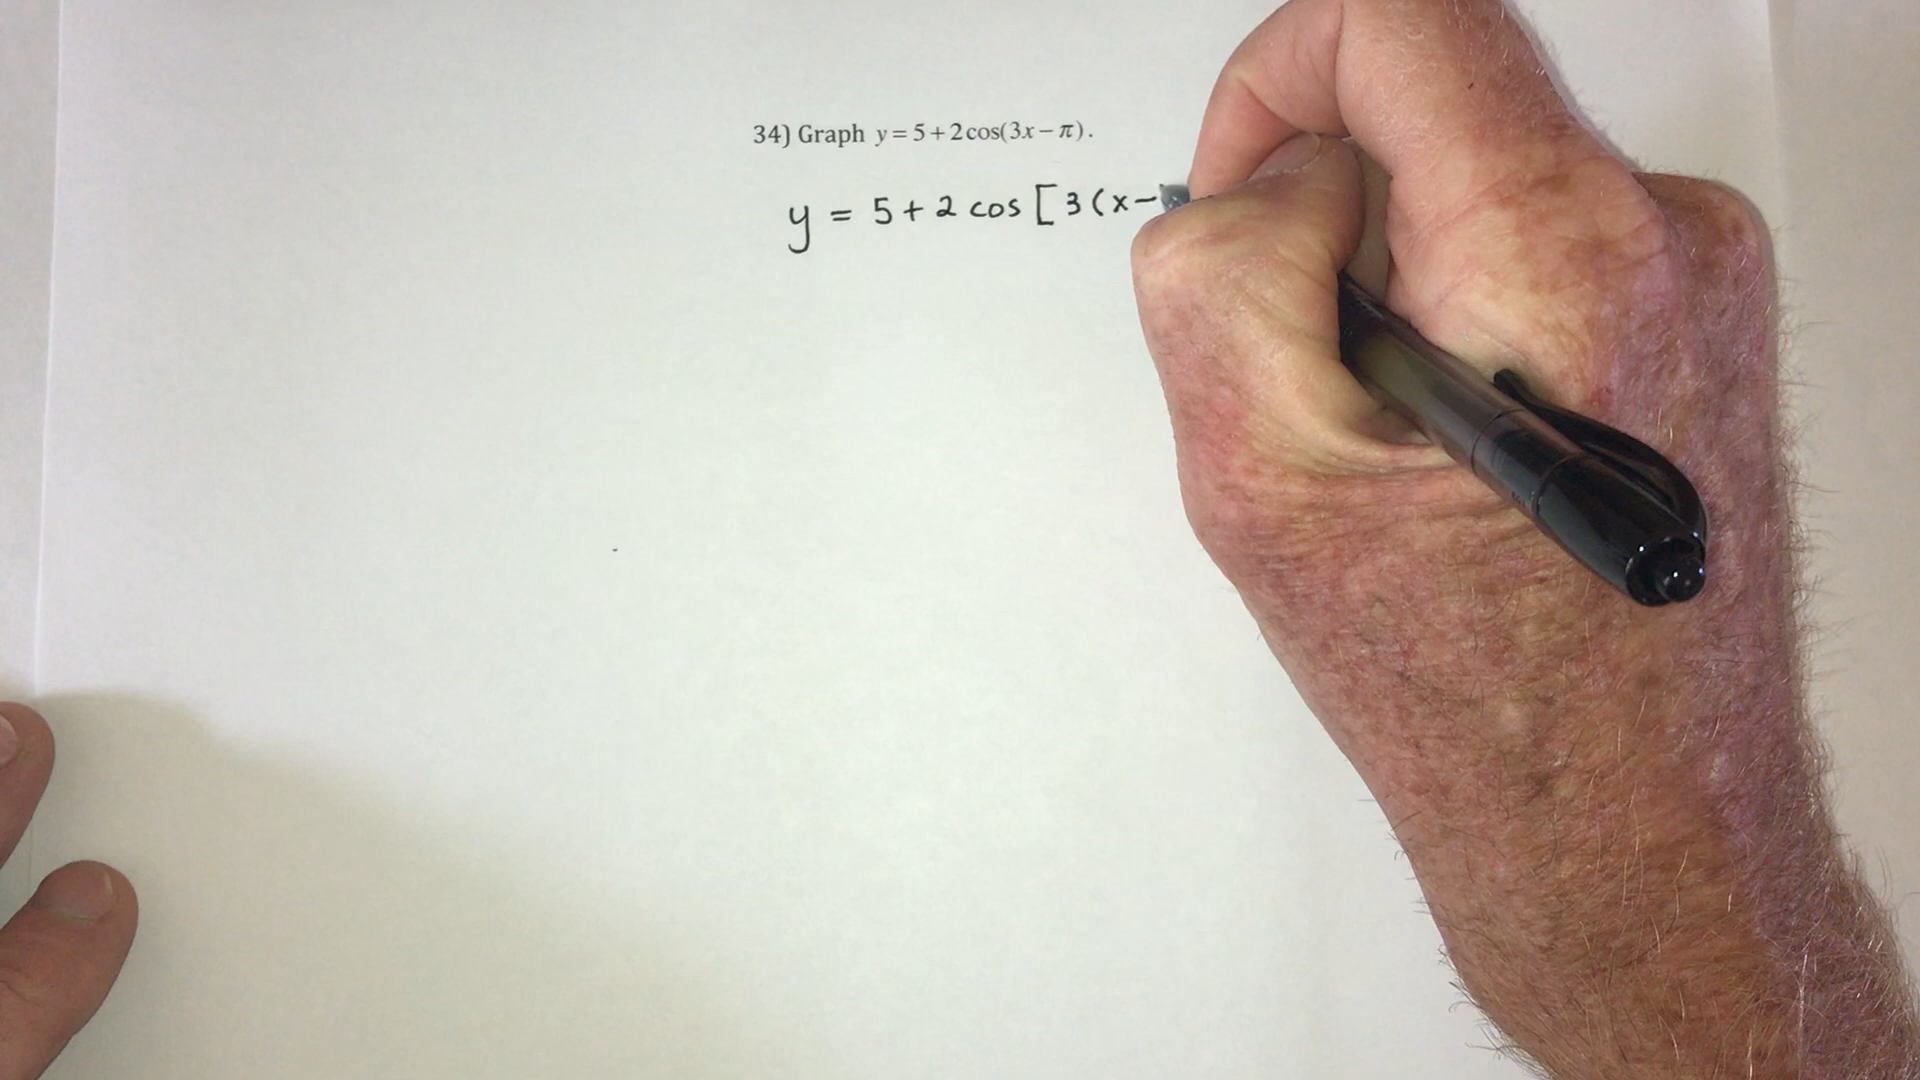 34) Graph y = 5 + 2cos(3x − π).
y = 5 + 2 cos [ 3 (x −